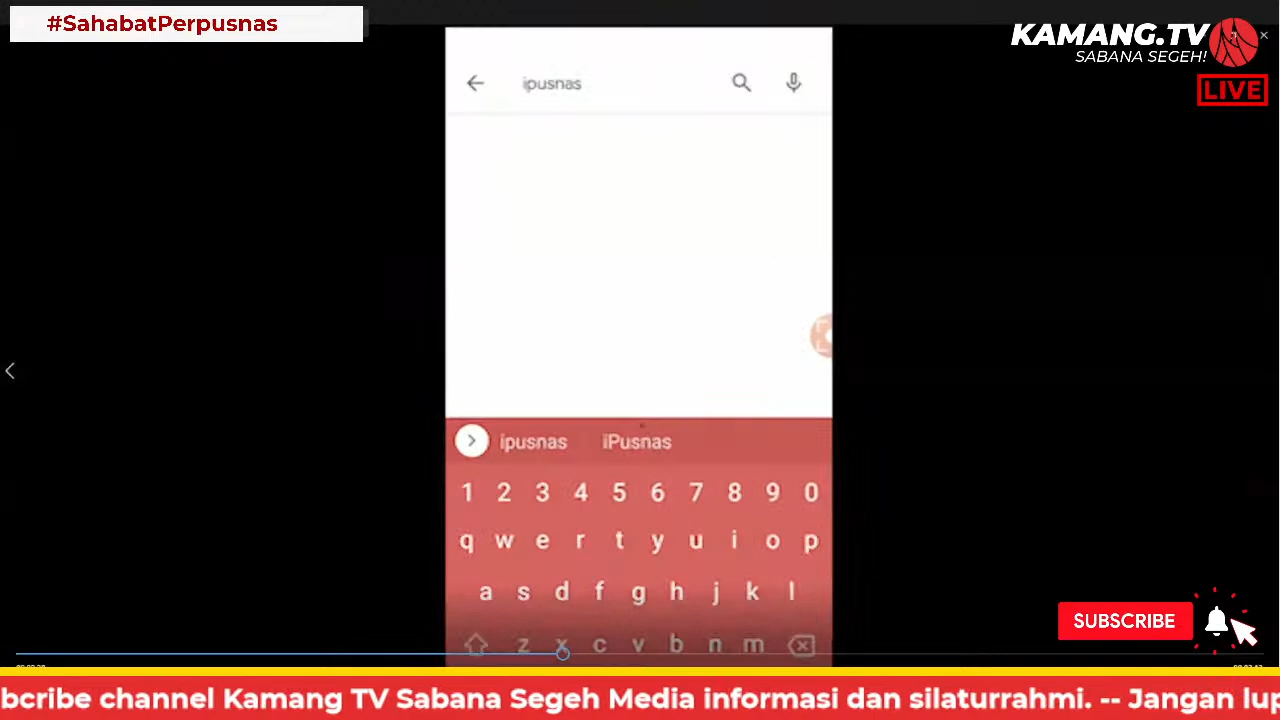 #SahabatPerpusnas
KAMANG.TV
SABANA SEGEH!
LIVE
ipusnas
ipusnas iPusnas
1 2 3 4 5 6 7 8 9 0
q w e r t y u i o p
a s d f g h j k l
z x c v b n m
SUBSCRIBE
bcribe channel Kamang TV Sabana Segeh Media informasi dan silaturrahmi. -- Jangan lup